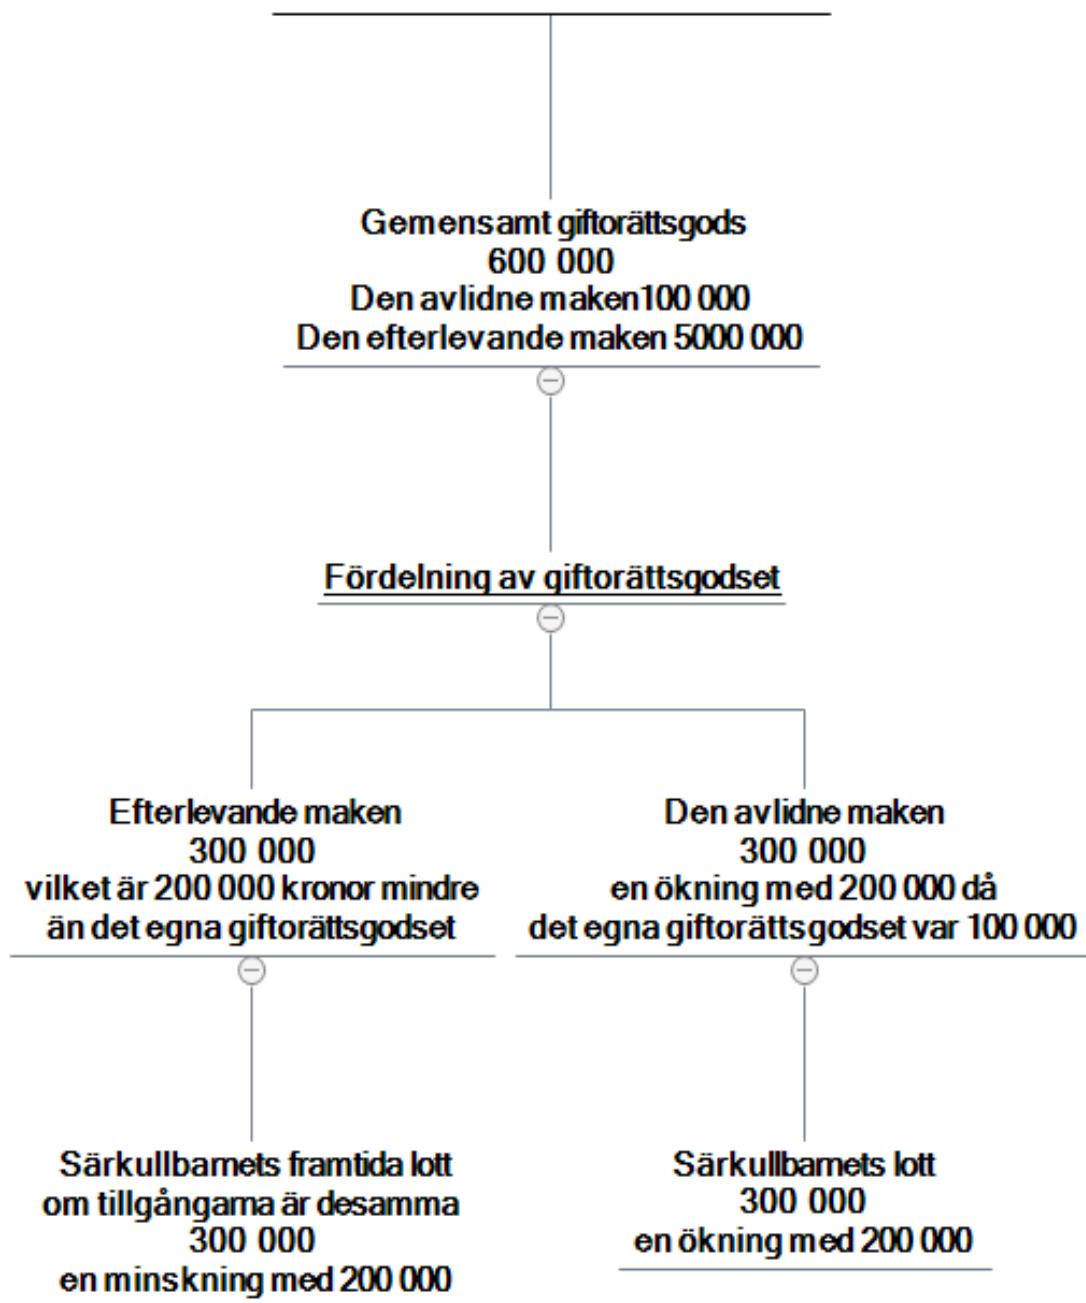 Gemensamt giftorättsgods
600 000
Den avlidne maken100 000
Den efterlevande maken 5000 000
Fördelning av giftorättsgodset
Efterlevande maken
300 000
vilket är 200 000 kronor mindre
än det egna giftorättsgodset
Den avlidne maken
300 000
en ökning med 200 000 då
det egna giftorättsgodset var 100 000
Särkullbarnets framtida lott
om tillgångarna är desamma
300 000
en minskning med 200 000
Särkullbarnets lott
300 000
en ökning med 200 000